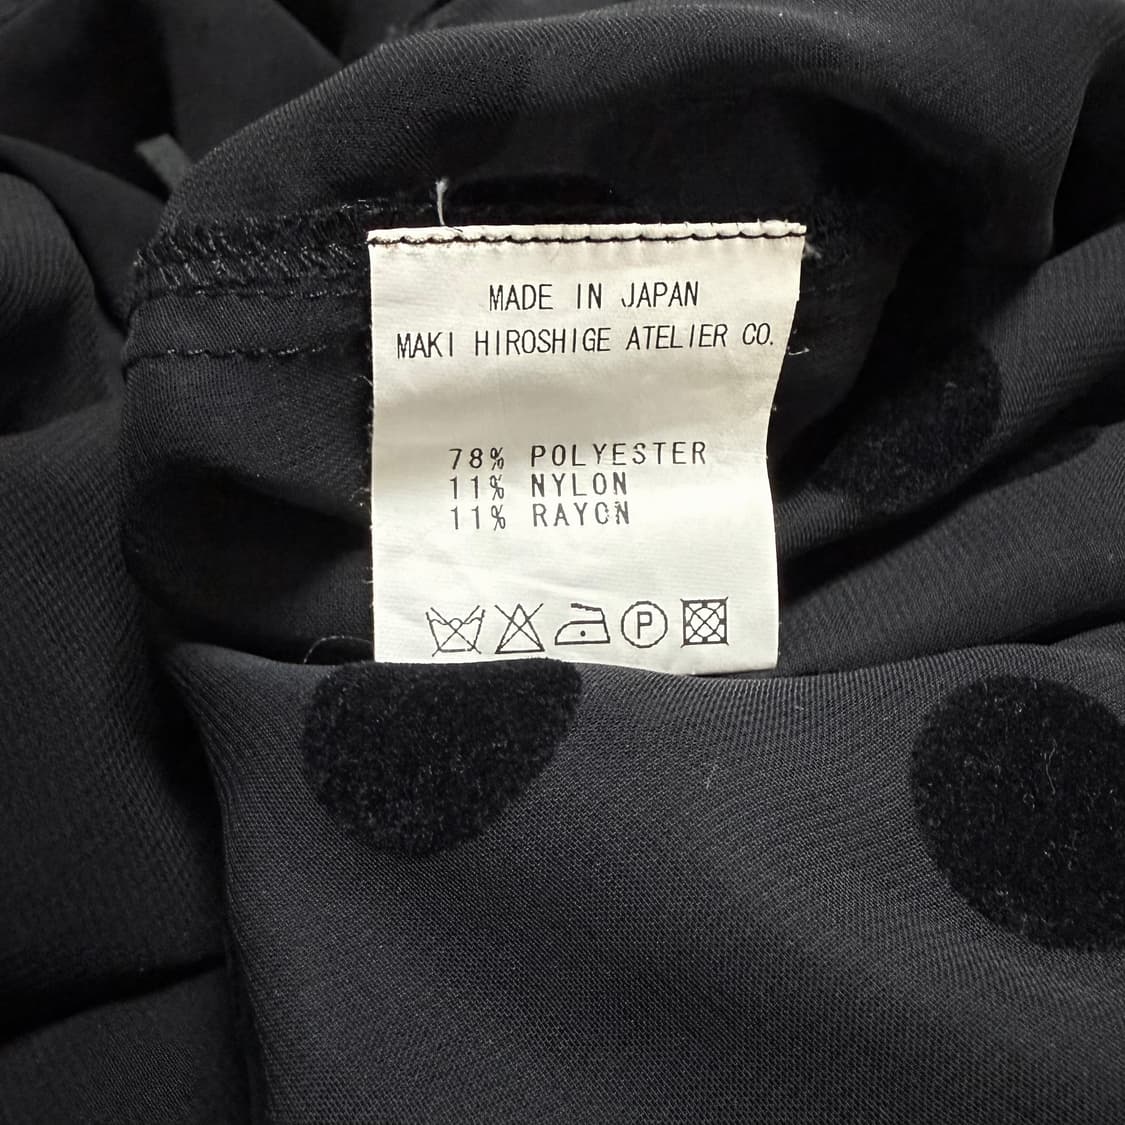 MADE IN JAPAN
MAKI HIROSHIGE ATELIER CO.
78% POLYESTER
11% NYLON
11% RAYON
P